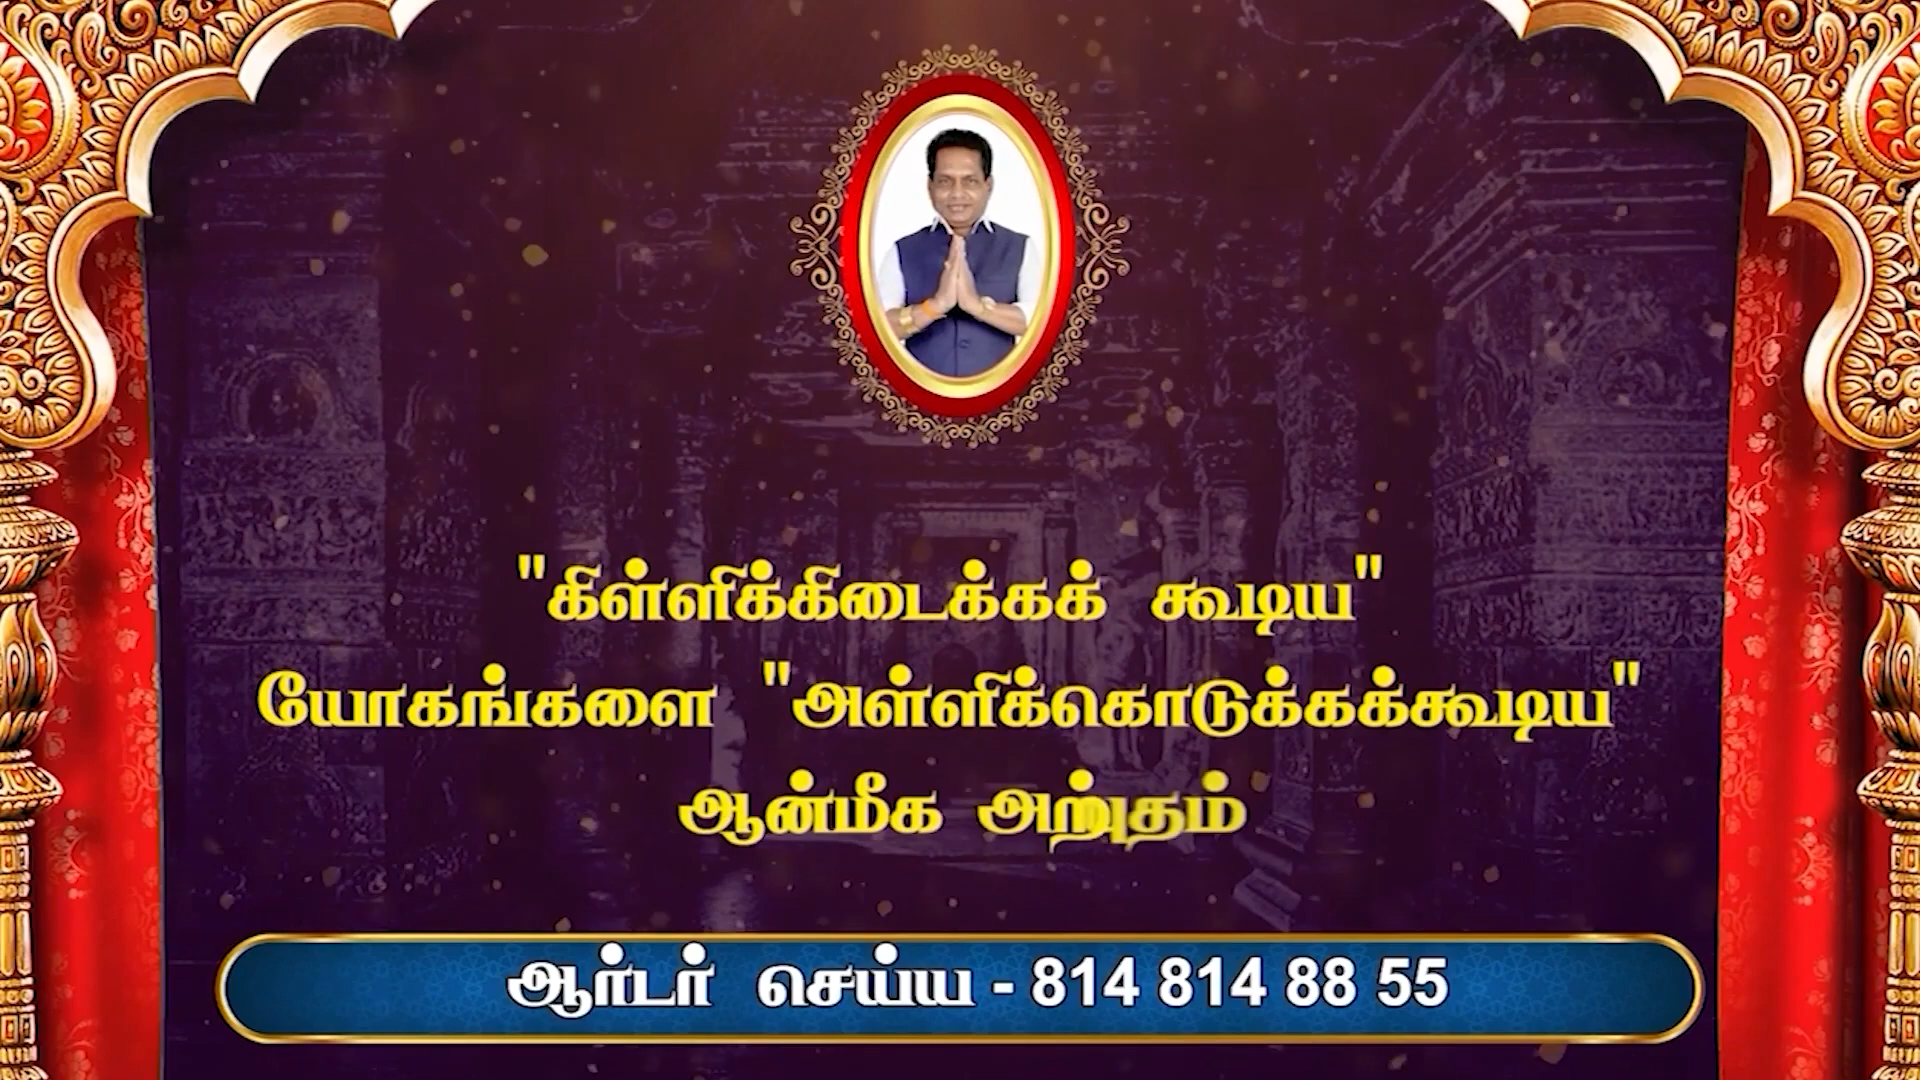 "கிள்ளிக்கிடைக்கக் கூடிய"
யோகங்களை "அள்ளிக்கொடுக்கக்கூடிய"
ஆன்மீக அற்புதம்
ஆர்டர் செய்ய - 814 814 88 55